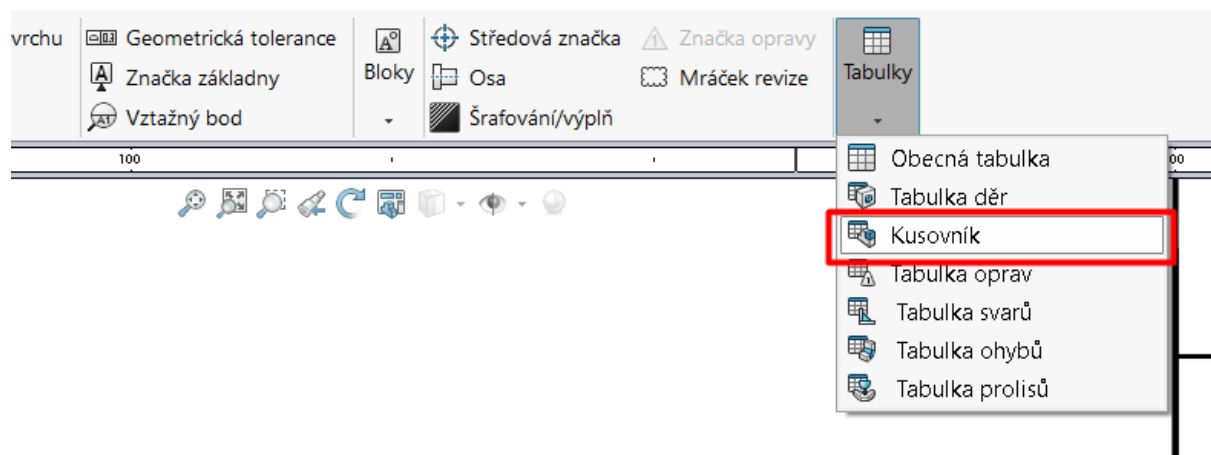 vrchu Geometrická tolerance Středová značka Značka opravy
Značka základny Bloky Osa Mráček revize Tabulky
Vztažný bod Šrafování/výplň
100 00
Obecná tabulka
Tabulka děr
Kusovník
Tabulka oprav
Tabulka svarů
Tabulka ohybů
Tabulka prolisů